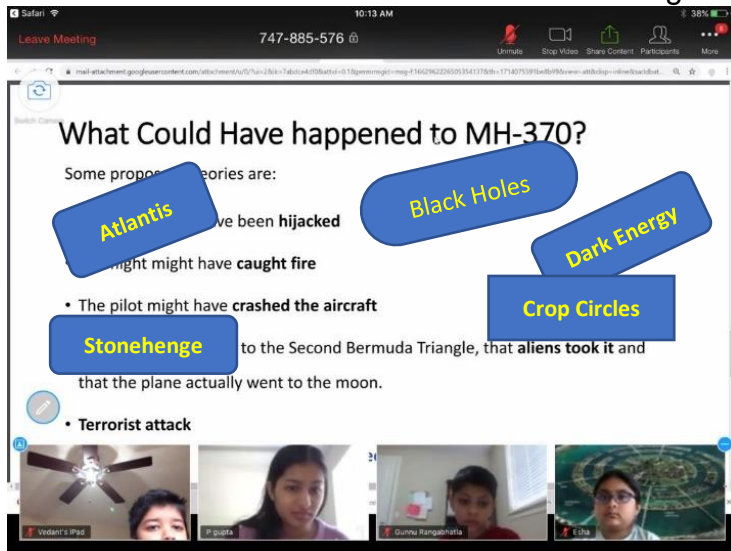 Safari
10:13 AM
38%
Leave Meeting
747-885-576
Unmute
Stop Video
Share Content
Participants
More
Switch Camera
What Could Have happened to MH-370?
Some eories are:
Atlantis
Black Holes
ve been hijacked
Dark Energy
might have caught fire
• The pilot might have crashed the aircraft
Crop Circles
Stonehenge
to the Second Bermuda Triangle, that aliens took it and
that the plane actually went to the moon.
• Terrorist attack
Vedant's iPad
P gupta
Gunnu Rangabhatla
Esha